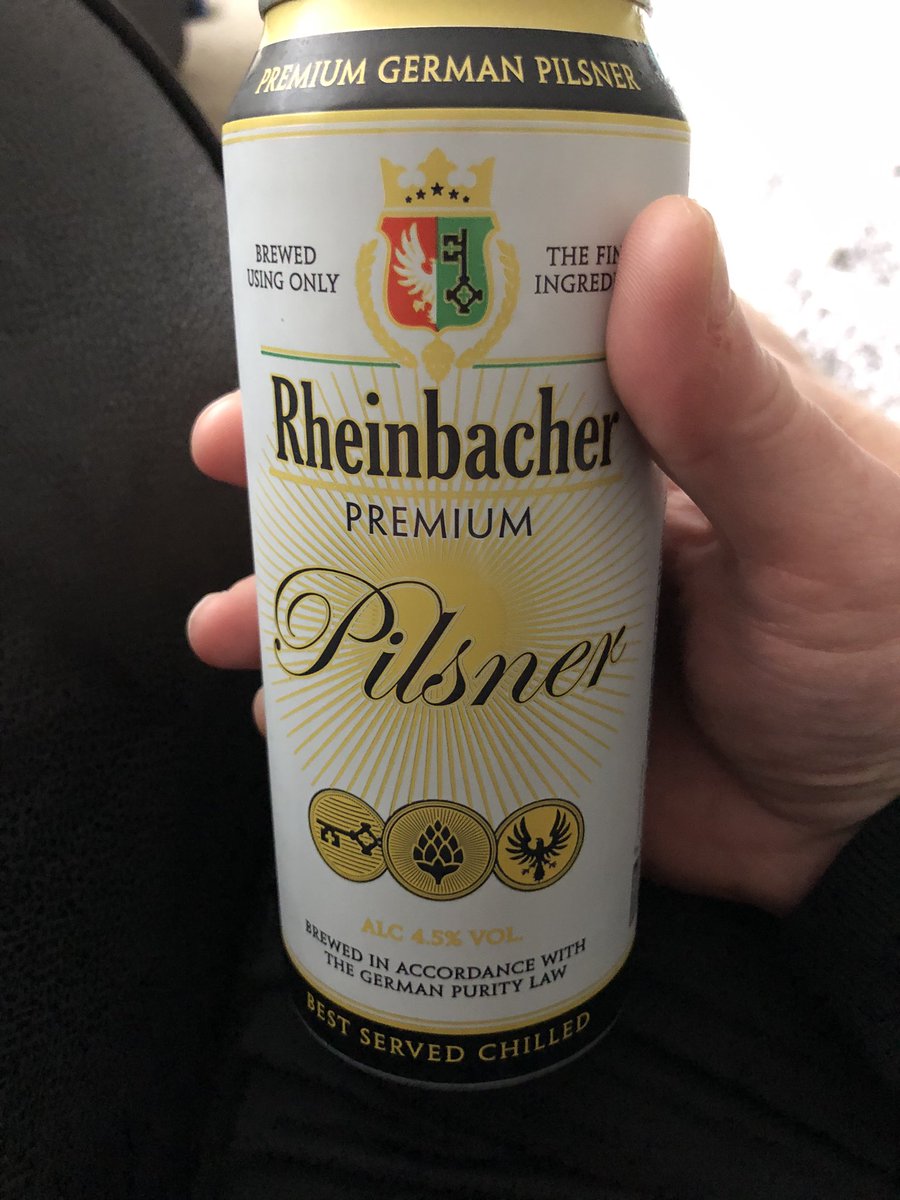 PREMIUM GERMAN PILSNER
BREWED
USING ONLY
THE
Rheinbacher
PREMIUM
Pilsner
ALC 4.5% VOL.
BREWED IN ACCORDANCE WITH
THE GERMAN PURITY LAW
BEST SERVED CHILLED